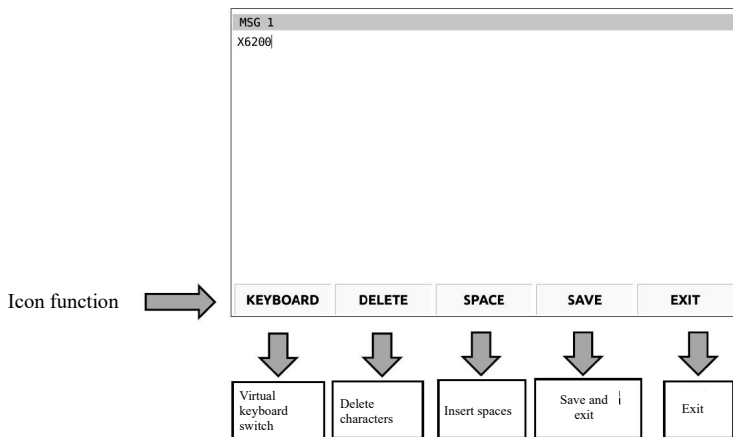 MSG 1
X6200
Icon function
KEYBOARD DELETE SPACE SAVE EXIT
Virtual
keyboard
switch
Delete
characters
Insert spaces
Save and
exit
Exit